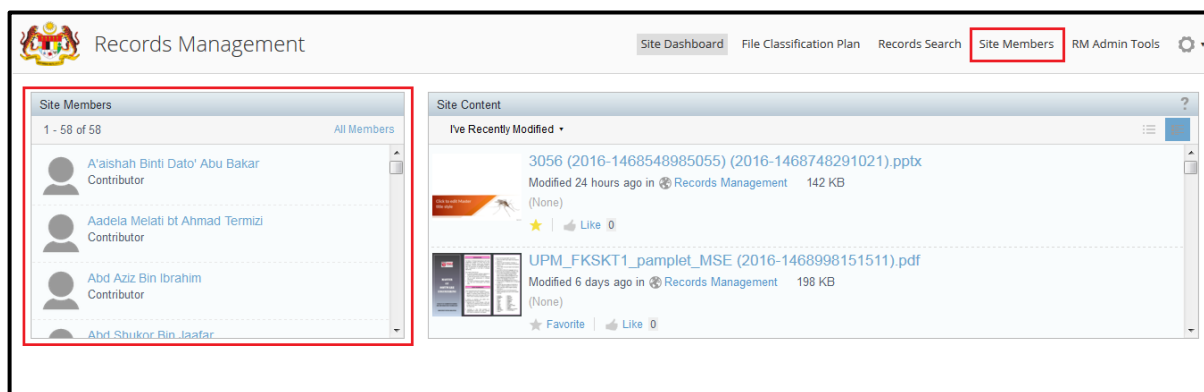 Records Management
Site Dashboard File Classification Plan Records Search Site Members RM Admin Tools
Site Members
1 - 58 of 58 All Members
A'aishah Binti Dato' Abu Bakar
Contributor
Aadela Melati bt Ahmad Termizi
Contributor
Abd Aziz Bin Ibrahim
Contributor
Abd Shukor Bin Jaafar
Site Content ?
I've Recently Modified
3056 (2016-1468548985055) (2016-1468748291021).pptx
Modified 24 hours ago in Records Management 142 KB
(None)
Like 0
UPM_FKSKT1_pamplet_MSE (2016-1468998151511).pdf
Modified 6 days ago in Records Management 198 KB
(None)
Favorite Like 0